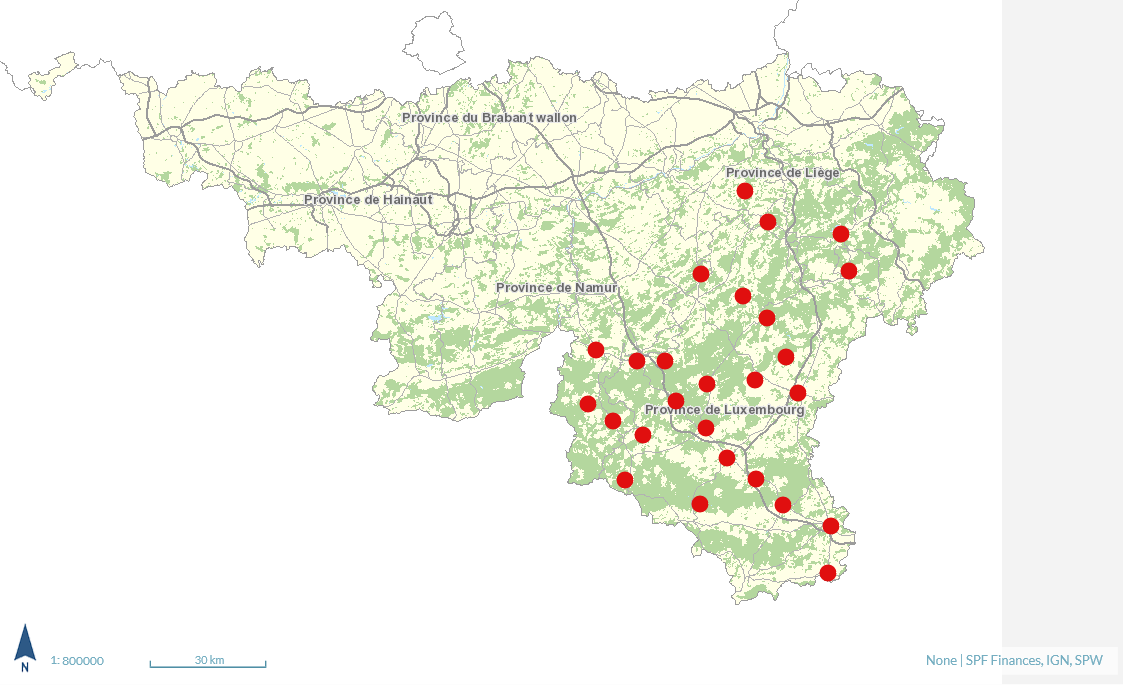 Province du Brabant wallon
Province de Liège
Province de Hainaut
Province de Namur
Province de Luxembourg
N
1: 800000
30 km
None | SPF Finances, IGN, SPW